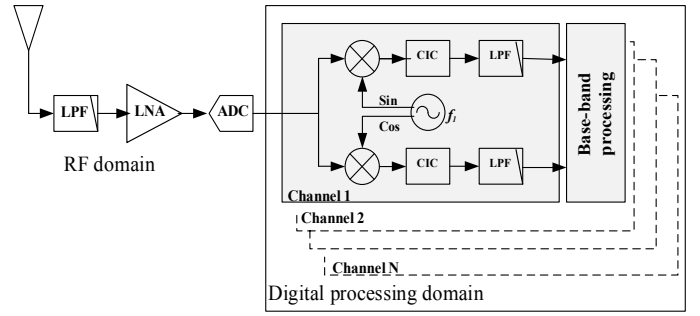 LPF
LNA
ADC
RF domain
CIC
LPF
Sin
f1
Cos
CIC
LPF
Base-band
processing
Channel 1
Channel 2
Channel N
Digital processing domain